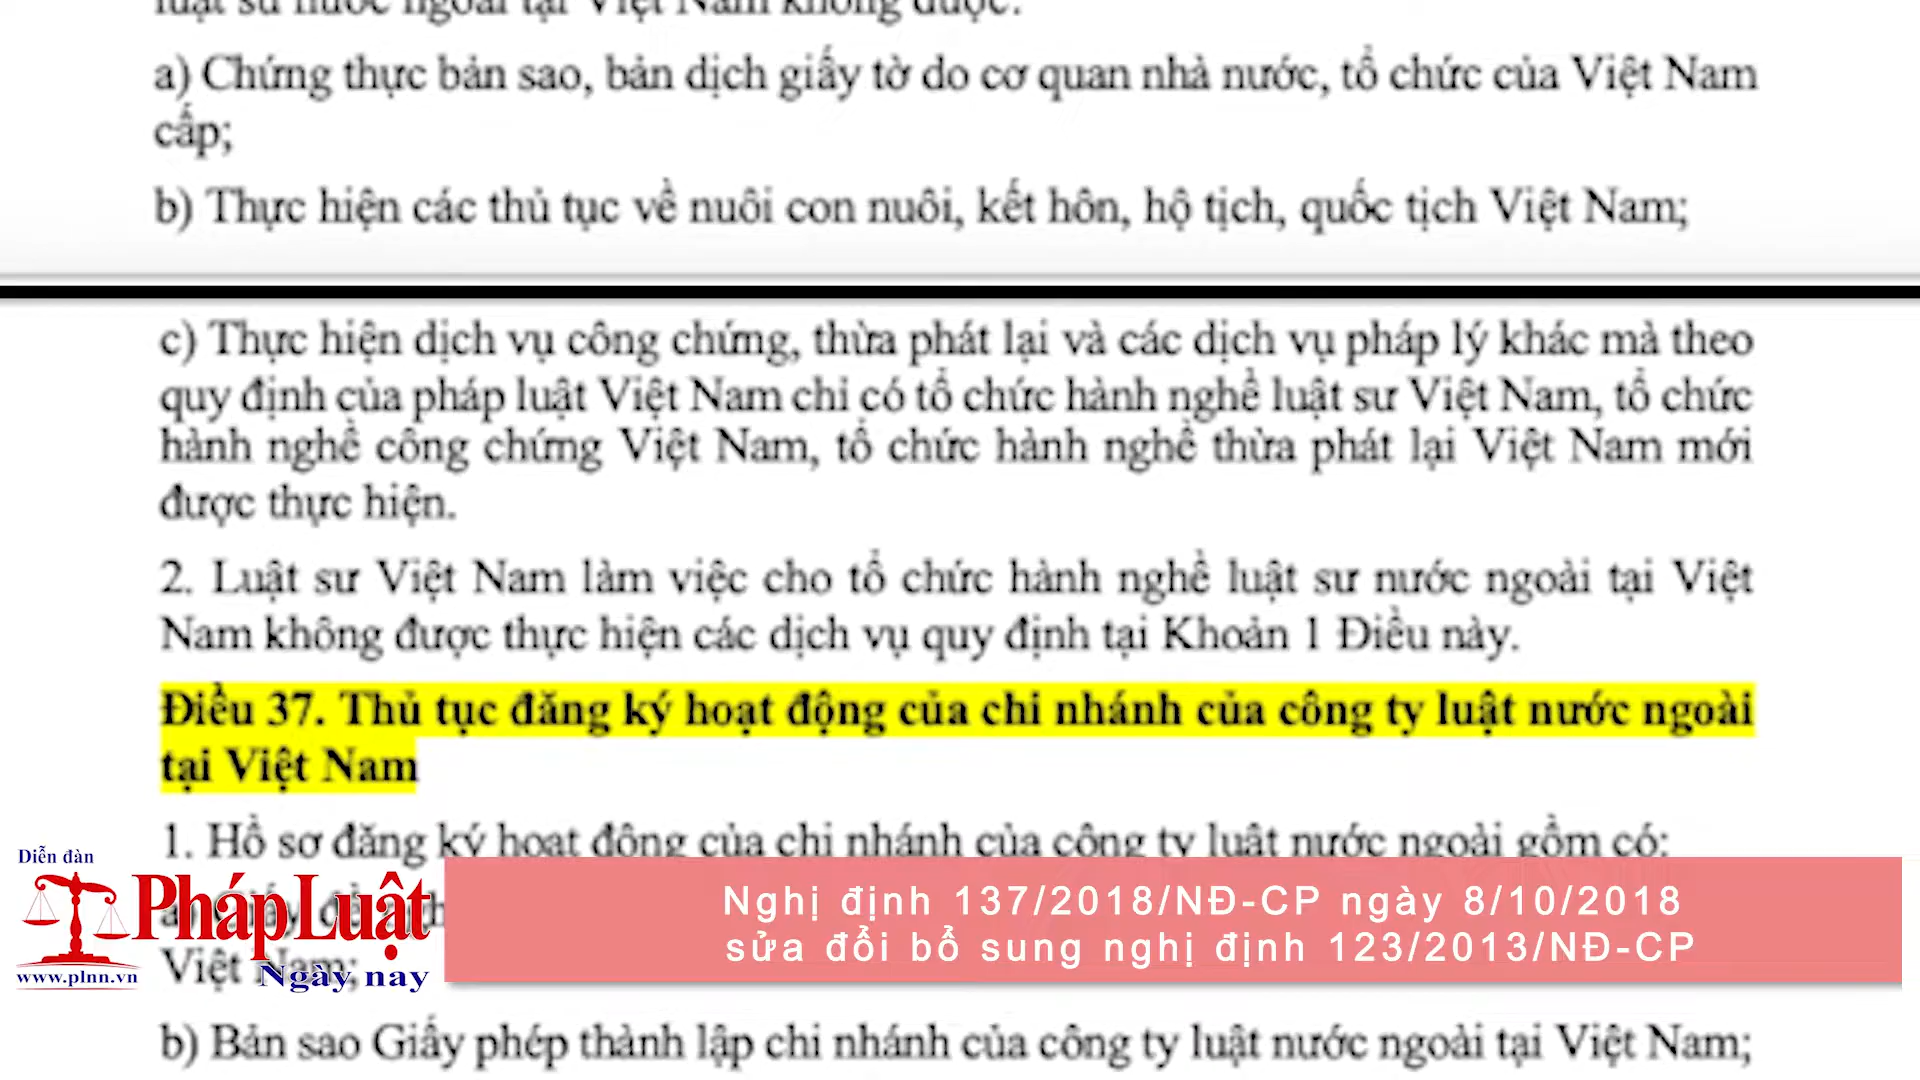 luật sư nước ngoài tại Việt Nam không được:
a) Chứng thực bản sao, bản dịch giấy tờ do cơ quan nhà nước, tổ chức của Việt Nam
cấp;
b) Thực hiện các thủ tục về nuôi con nuôi, kết hôn, hộ tịch, quốc tịch Việt Nam;
c) Thực hiện dịch vụ công chứng, thừa phát lại và các dịch vụ pháp lý khác mà theo
quy định của pháp luật Việt Nam chỉ có tổ chức hành nghề luật sư Việt Nam, tổ chức
hành nghề công chứng Việt Nam, tổ chức hành nghề thừa phát lại Việt Nam mới
được thực hiện.
2. Luật sư Việt Nam làm việc cho tổ chức hành nghề luật sư nước ngoài tại Việt
Nam không được thực hiện các dịch vụ quy định tại Khoản 1 Điều này.
Điều 37. Thủ tục đăng ký hoạt động của chi nhánh của công ty luật nước ngoài
tại Việt Nam
1. Hồ sơ đăng ký hoạt động của chi nhánh của công ty luật nước ngoài gồm có:
Việt Nam;
b) Bản sao Giấy phép thành lập chi nhánh của công ty luật nước ngoài tại Việt Nam;
Diễn đàn
Pháp Luật
Ngày nay
www.plnn.vn
Nghị định 137/2018/NĐ-CP ngày 8/10/2018
sửa đổi bổ sung nghị định 123/2013/NĐ-CP